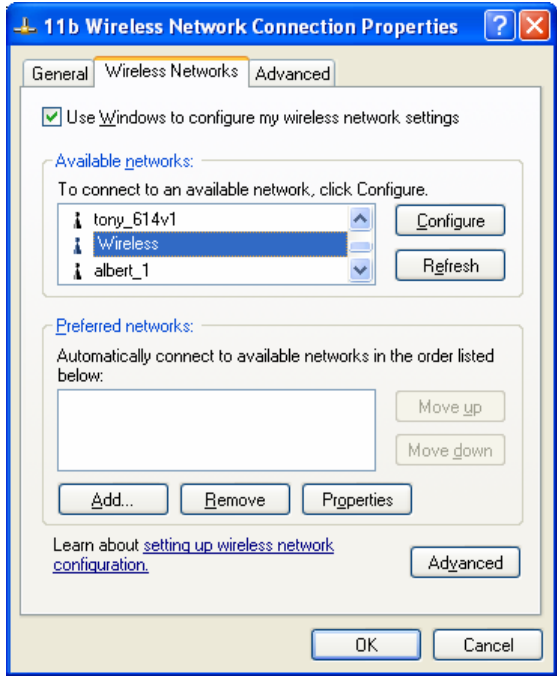 11b Wireless Network Connection Properties
General Wireless Networks Advanced
Use Windows to configure my wireless network settings
Available networks:
To connect to an available network, click Configure.
tony_614v1
Wireless
albert_1
Configure
Refresh
Preferred networks:
Automatically connect to available networks in the order listed
below:
Move up
Move down
Add... Remove Properties
Learn about setting up wireless network
configuration.
Advanced
OK Cancel